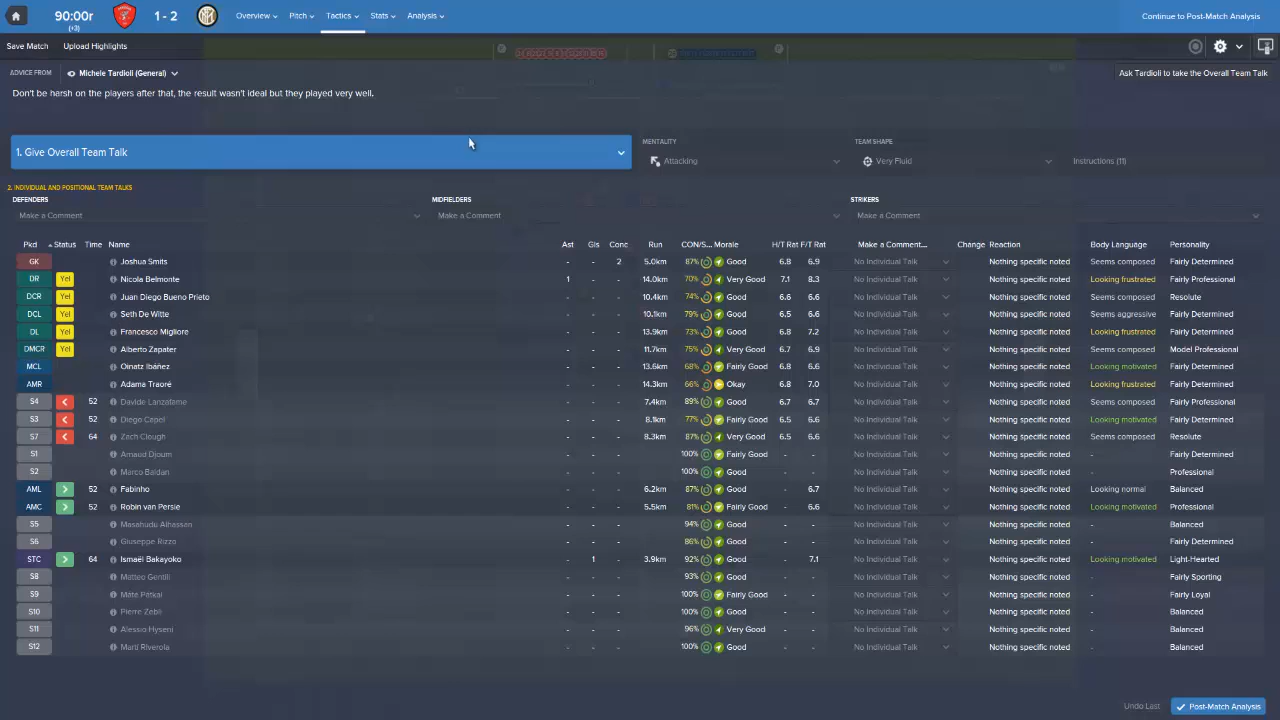 90:00r
(+3)
1 - 2
Overview Pitch Tactics Stats Analysis
Continue to Post-Match Analysis
Save Match Upload Highlights
ADVICE FROM Michele Tardioli (General)
Ask Tardioli to take the Overall Team Talk
Don't be harsh on the players after that, the result wasn't ideal but they played very well.
1. Give Overall Team Talk
MENTALITY TEAM SHAPE
Attacking Very Fluid Instructions (11)
2. INDIVIDUAL AND POSITIONAL TEAM TALKS
DEFENDERS MIDFIELDERS STRIKERS
Make a Comment Make a Comment Make a Comment
Pkd Status Time Name Ast Gls Conc Run CON/S... Morale H/T Rat F/T Rat Make a Comment... Change Reaction Body Language Personality
GK Joshua Smits - - 2 5.0km 87% Good 6.8 6.9 No Individual Talk Nothing specific noted Seems composed Fairly Determined
DR Yel Nicola Belmonte 1 - - 14.0km 70% Very Good 7.1 8.3 No Individual Talk Nothing specific noted Looking frustrated Fairly Professional
DCR Yel Juan Diego Bueno Prieto - - - 10.4km 74% Good 6.6 6.6 No Individual Talk Nothing specific noted Seems composed Resolute
DCL Yel Seth De Witte - - - 10.1km 79% Good 6.5 6.6 No Individual Talk Nothing specific noted Seems aggressive Fairly Determined
DL Yel Francesco Migliore - - - 13.9km 73% Good 6.8 7.2 No Individual Talk Nothing specific noted Looking frustrated Fairly Determined
DMCR Yel Alberto Zapater - - - 11.7km 75% Very Good 6.7 6.9 No Individual Talk Nothing specific noted Seems composed Model Professional
MCL Oinatz Ibáñez - - - 13.6km 68% Fairly Good 6.8 6.6 No Individual Talk Nothing specific noted Looking motivated Fairly Determined
AMR Adama Traoré - - - 14.3km 66% Okay 6.8 7.0 No Individual Talk Nothing specific noted Looking frustrated Fairly Determined
S4 52 Davide Lanzafame - - - 7.4km 89% Good 6.7 6.7 No Individual Talk Nothing specific noted Seems composed Fairly Professional
S3 52 Diego Capel - - - 8.1km 77% Fairly Good 6.5 6.6 No Individual Talk Nothing specific noted Looking motivated Fairly Determined
S7 64 Zach Clough - - - 8.3km 87% Very Good 6.5 6.6 No Individual Talk Nothing specific noted Seems composed Resolute
S1 Arnaud Djoum - - - 100% Fairly Good - - No Individual Talk Nothing specific noted - Fairly Determined
S2 Marco Baldan - - - 100% Good - - No Individual Talk Nothing specific noted - Professional
AML 52 Fabinho - - - 6.2km 87% Good - 6.7 No Individual Talk Nothing specific noted Looking normal Balanced
AMC 52 Robin van Persie - - - 5.5km 81% Fairly Good - 6.6 No Individual Talk Nothing specific noted Looking motivated Professional
S5 Masahudu Alhassan - - - 94% Good - - No Individual Talk Nothing specific noted - Balanced
S6 Giuseppe Rizzo - - - 86% Good - - No Individual Talk Nothing specific noted - Fairly Determined
STC 64 Ismaël Bakayoko - 1 - 3.9km 92% Good - 7.1 No Individual Talk Nothing specific noted Looking motivated Light-Hearted
S8 Matteo Gentili - - - 93% Good - - No Individual Talk Nothing specific noted - Fairly Sporting
S9 Máté Pátkai - - - 100% Fairly Good - - No Individual Talk Nothing specific noted - Fairly Loyal
S10 Pierre Zebli - - - 100% Good - - No Individual Talk Nothing specific noted - Balanced
S11 Alessio Hyseni - - - 96% Very Good - - No Individual Talk Nothing specific noted - Balanced
S12 Martí Riverola - - - 100% Good - - No Individual Talk Nothing specific noted - Balanced
Undo Last Post-Match Analysis